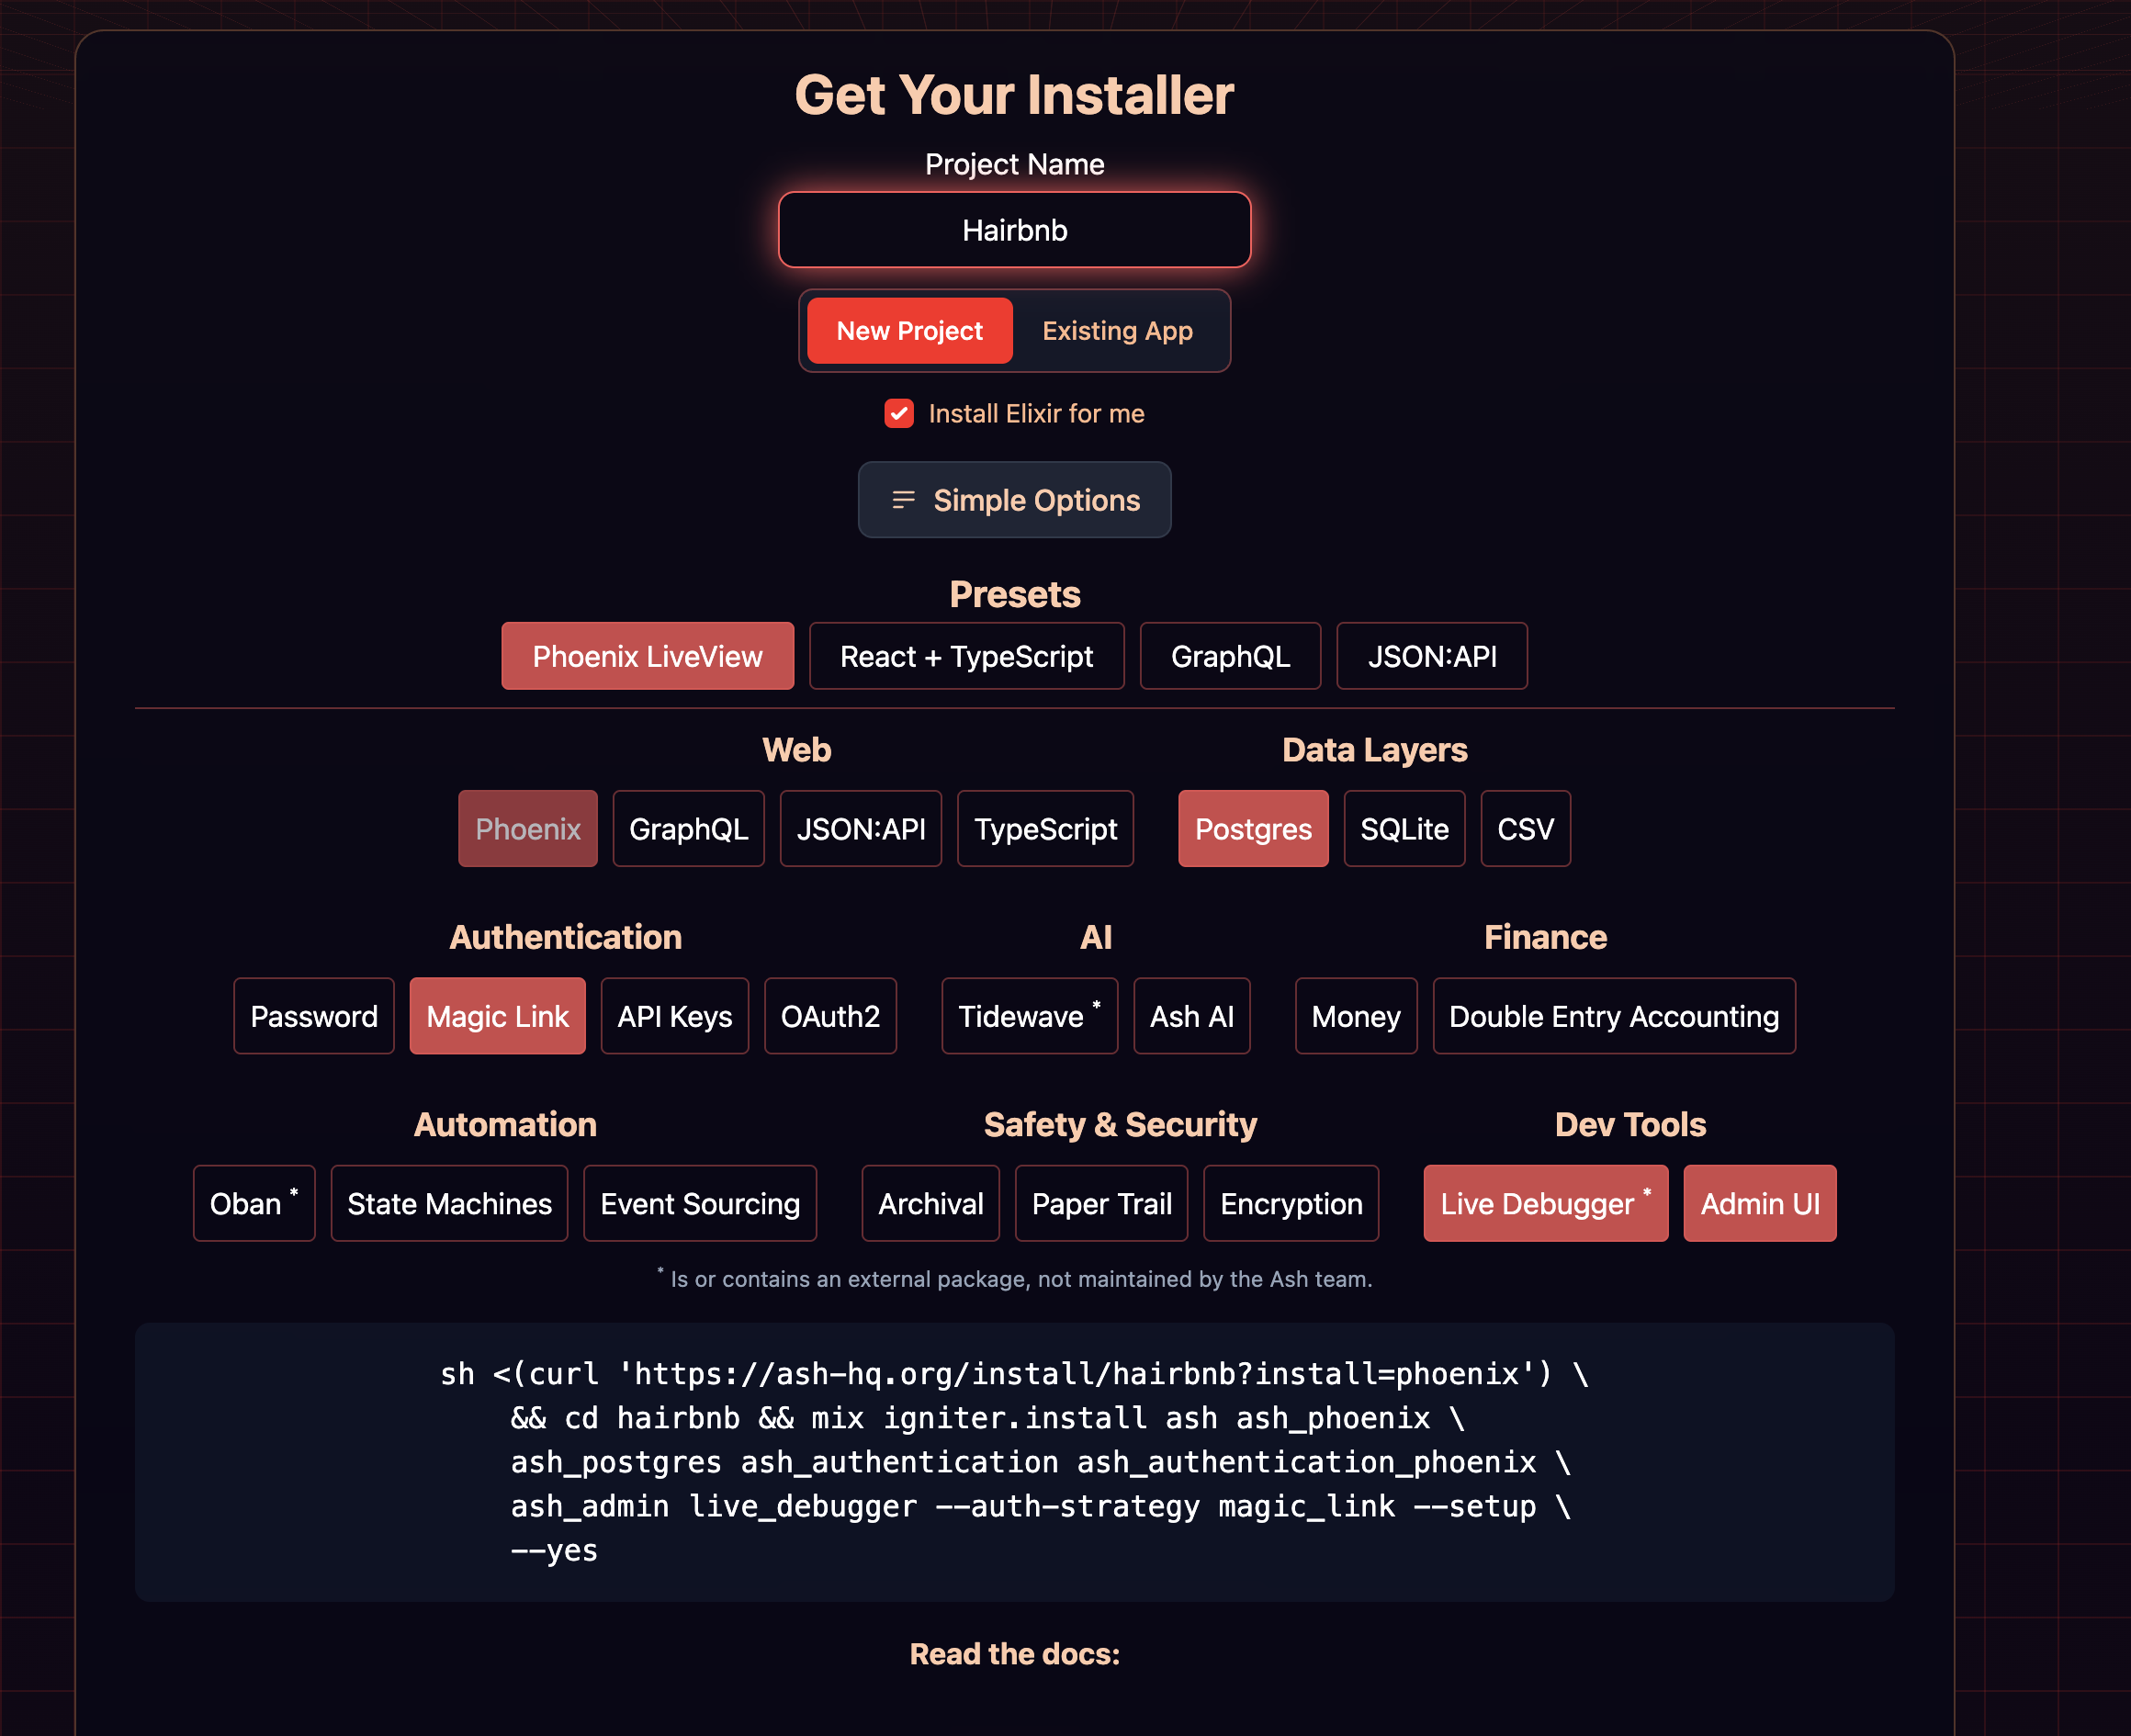 Get Your Installer
Project Name
Hairbnb
New Project Existing App
Install Elixir for me
Simple Options
Presets
Phoenix LiveView React + TypeScript GraphQL JSON:API
Web
Phoenix GraphQL JSON:API TypeScript
Data Layers
Postgres SQLite CSV
Authentication
Password Magic Link API Keys OAuth2
AI
Tidewave * Ash AI
Finance
Money Double Entry Accounting
Automation
Oban * State Machines Event Sourcing
Safety & Security
Archival Paper Trail Encryption
Dev Tools
Live Debugger * Admin UI
* Is or contains an external package, not maintained by the Ash team.
sh <(curl 'https://ash-hq.org/install/hairbnb?install=phoenix') \
&& cd hairbnb && mix igniter.install ash ash_phoenix \
ash_postgres ash_authentication ash_authentication_phoenix \
ash_admin live_debugger --auth-strategy magic_link --setup \
--yes
Read the docs: